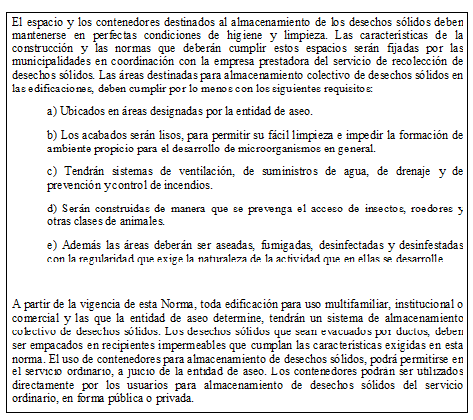 El espacio y los contenedores destinados al almacenamiento de los desechos sólidos deben
mantenerse en perfectas condiciones de higiene y limpieza. Las características de la
construcción y las normas que deberán cumplir estos espacios serán fijadas por las
municipalidades en coordinación con la empresa prestadora del servicio de recolección de
desechos sólidos. Las áreas destinadas para almacenamiento colectivo de desechos sólidos en
las edificaciones, deben cumplir por lo menos con los siguientes requisitos:
a) Ubicados en áreas designadas por la entidad de aseo.
b) Los acabados serán lisos, para permitir su fácil limpieza e impedir la formación de
ambiente propicio para el desarrollo de microorganismos en general.
c) Tendrán sistemas de ventilación, de suministros de agua, de drenaje y de
prevención y control de incendios.
d) Serán construidas de manera que se prevenga el acceso de insectos, roedores y
otras clases de animales.
e) Además las áreas deberán ser aseadas, fumigadas, desinfectadas y desinfestadas
con la regularidad que exige la naturaleza de la actividad que en ellas se desarrolle
A partir de la vigencia de esta Norma, toda edificación para uso multifamiliar, institucional o
comercial y las que la entidad de aseo determine, tendrán un sistema de almacenamiento
colectivo de desechos sólidos. Los desechos sólidos que sean evacuados por ductos, deben
ser empacados en recipientes impermeables que cumplan las características exigidas en esta
norma. El uso de contenedores para almacenamiento de desechos sólidos, podrá permitirse en
el servicio ordinario, a juicio de la entidad de aseo. Los contenedores podrán ser utilizados
directamente por los usuarios para almacenamiento de desechos sólidos del servicio
ordinario, en forma pública o privada.